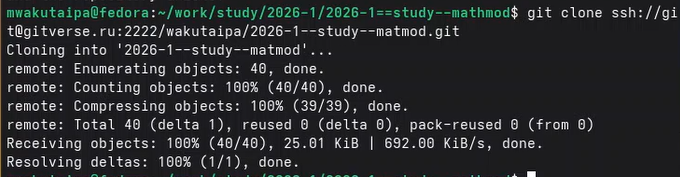 mwakutaipa@fedora:~/work/study/2026-1/2026-1==study--mathmod$ git clone ssh://gi
t@gitverse.ru:2222/wakutaipa/2026-1--study--matmod.git
Cloning into '2026-1--study--matmod'...
remote: Enumerating objects: 40, done.
remote: Counting objects: 100% (40/40), done.
remote: Compressing objects: 100% (39/39), done.
remote: Total 40 (delta 1), reused 0 (delta 0), pack-reused 0 (from 0)
Receiving objects: 100% (40/40), 25.01 KiB | 692.00 KiB/s, done.
Resolving deltas: 100% (1/1), done.